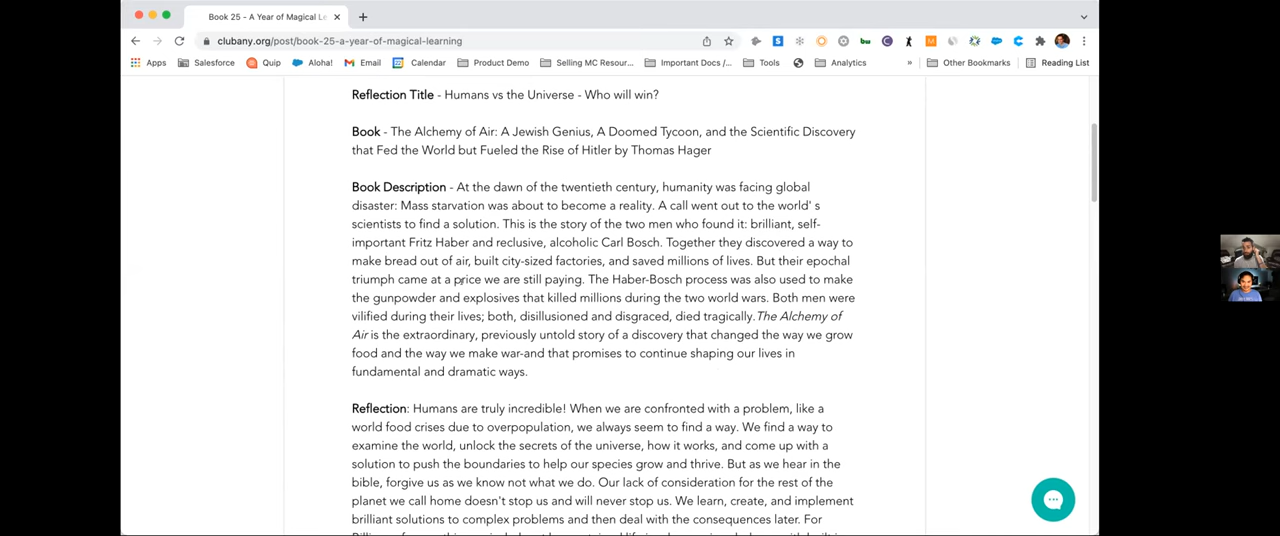 Book 25 - A Year of Magical Le
clubany.org/post/book-25-a-year-of-magical-learning
Apps Salesforce Quip Aloha! Email Calendar Product Demo Selling MC Resour... Important Docs /... Tools Analytics » Other Bookmarks Reading List
Reflection Title - Humans vs the Universe - Who will win?
Book - The Alchemy of Air: A Jewish Genius, A Doomed Tycoon, and the Scientific Discovery
that Fed the World but Fueled the Rise of Hitler by Thomas Hager
Book Description - At the dawn of the twentieth century, humanity was facing global
disaster: Mass starvation was about to become a reality. A call went out to the world' s
scientists to find a solution. This is the story of the two men who found it: brilliant, self-
important Fritz Haber and reclusive, alcoholic Carl Bosch. Together they discovered a way to
make bread out of air, built city-sized factories, and saved millions of lives. But their epochal
triumph came at a price we are still paying. The Haber-Bosch process was also used to make
the gunpowder and explosives that killed millions during the two world wars. Both men were
vilified during their lives; both, disillusioned and disgraced, died tragically.The Alchemy of
Air is the extraordinary, previously untold story of a discovery that changed the way we grow
food and the way we make war-and that promises to continue shaping our lives in
fundamental and dramatic ways.
Reflection: Humans are truly incredible! When we are confronted with a problem, like a
world food crises due to overpopulation, we always seem to find a way. We find a way to
examine the world, unlock the secrets of the universe, how it works, and come up with a
solution to push the boundaries to help our species grow and thrive. But as we hear in the
bible, forgive us as we know not what we do. Our lack of consideration for the rest of the
planet we call home doesn't stop us and will never stop us. We learn, create, and implement
brilliant solutions to complex problems and then deal with the consequences later. For